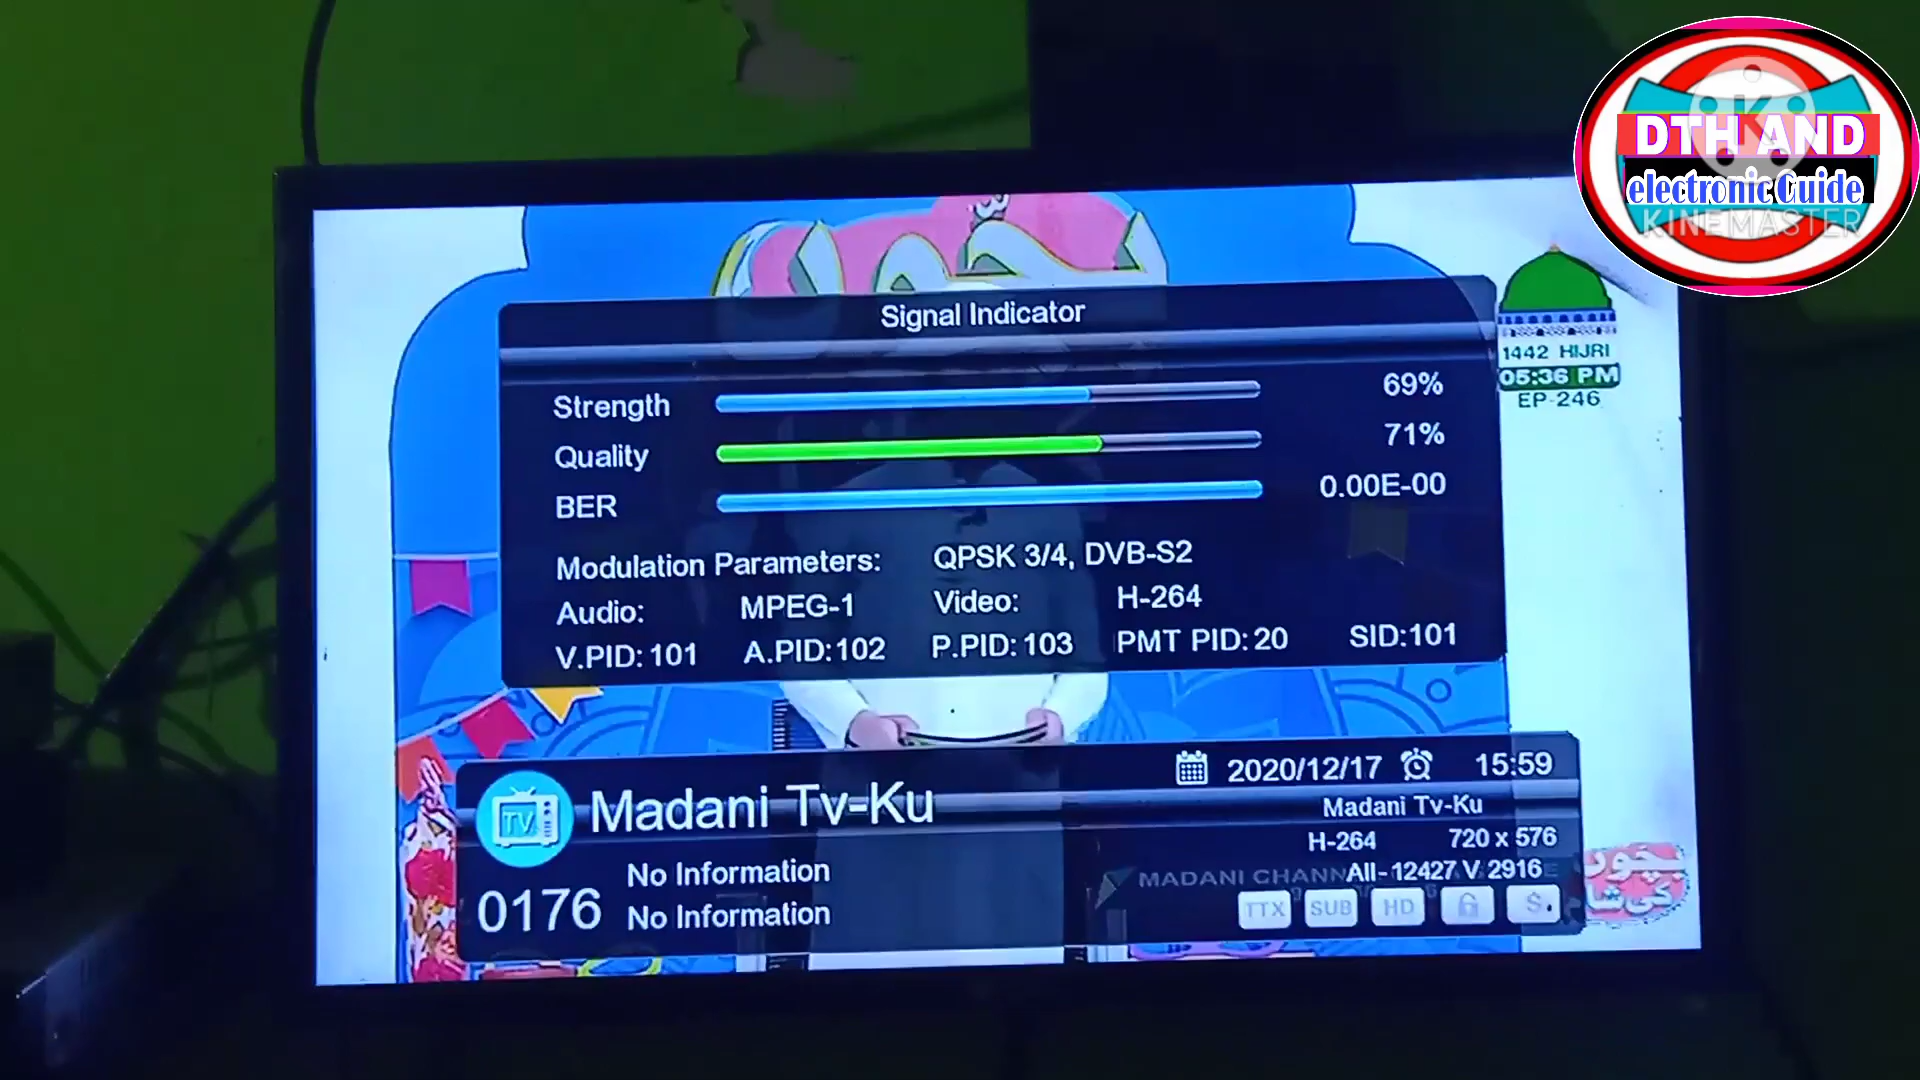 DTH AND
electronic Guide
KINEMASTER
Signal Indicator
1442 HIJRI
05:36 PM
EP-246
Strength 69%
Quality 71%
BER 0.00E-00
Modulation Parameters: QPSK 3/4, DVB-S2
Audio: MPEG-1 Video: H-264
V.PID: 101 A.PID: 102 P.PID: 103 PMT PID: 20 SID:101
2020/12/17 15:59
TV Madani Tv-Ku
Madani Tv-Ku
H-264 720 x 576
No Information
All-12427 V 2916
MADANI CHANN
0176 No Information
TTX SUB HD $
بچوں
کی شا